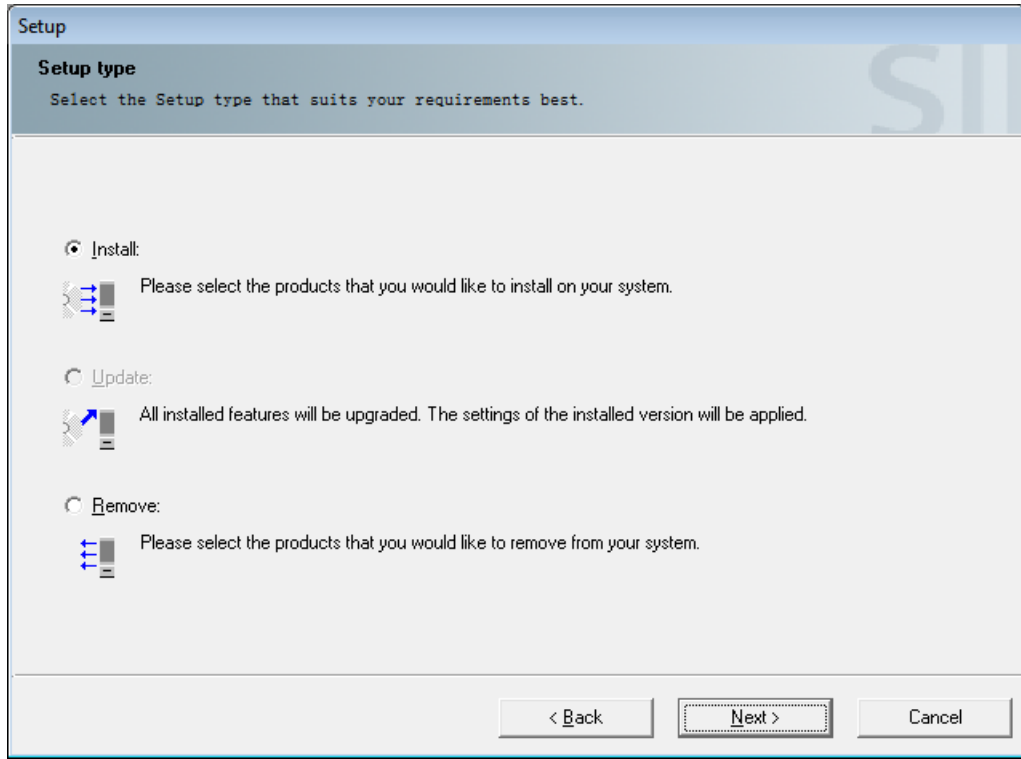 Setup
Setup type
Select the Setup type that suits your requirements best.
Install:
Please select the products that you would like to install on your system.
Update:
All installed features will be upgraded. The settings of the installed version will be applied.
Remove:
Please select the products that you would like to remove from your system.
< Back
Next >
Cancel